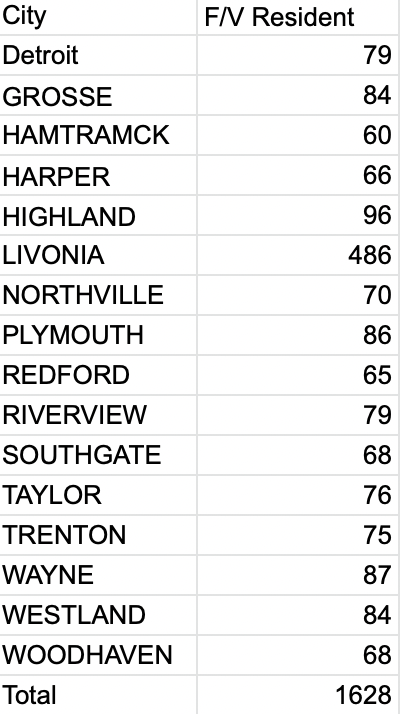 City F/V Resident
Detroit 79
GROSSE 84
HAMTRAMCK 60
HARPER 66
HIGHLAND 96
LIVONIA 486
NORTHVILLE 70
PLYMOUTH 86
REDFORD 65
RIVERVIEW 79
SOUTHGATE 68
TAYLOR 76
TRENTON 75
WAYNE 87
WESTLAND 84
WOODHAVEN 68
Total 1628